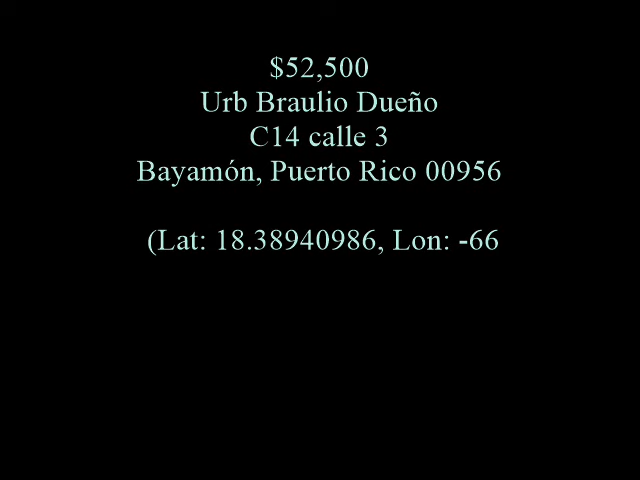 $52,500
Urb Braulio Dueño
C14 calle 3
Bayamón, Puerto Rico 00956
(Lat: 18.38940986, Lon: -66